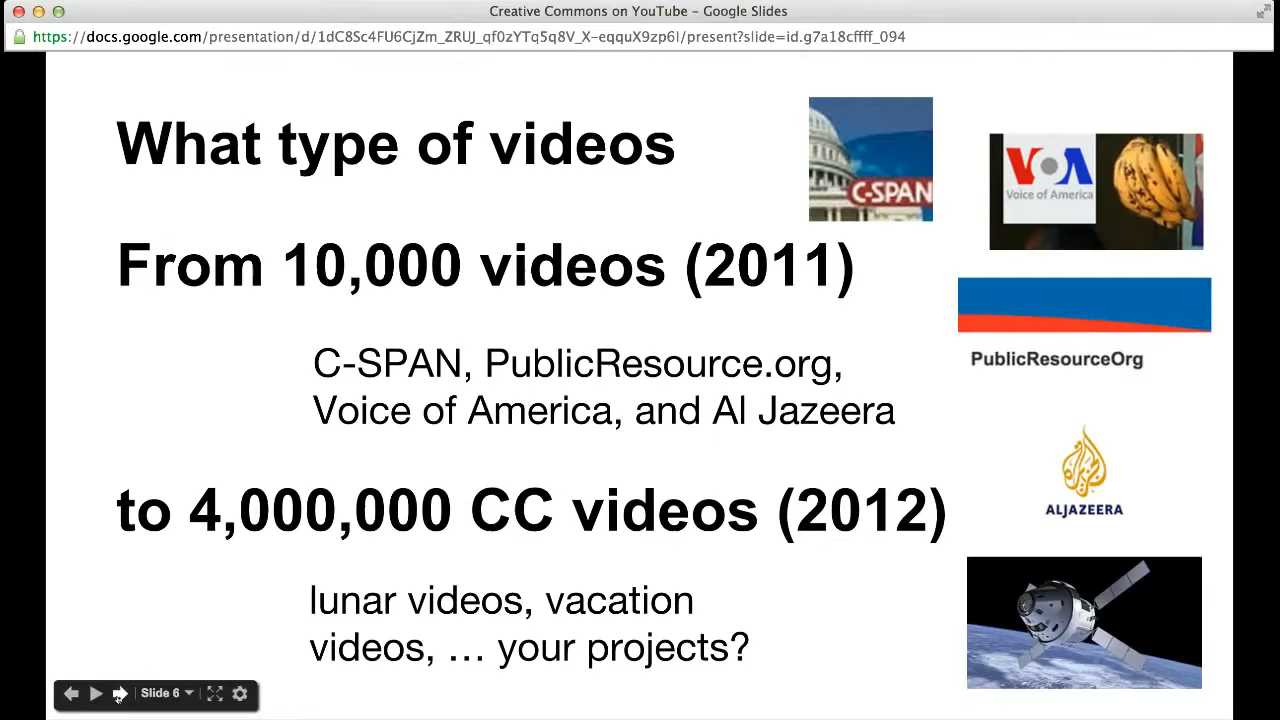 Creative Commons on YouTube – Google Slides
https://docs.google.com/presentation/d/1dC8Sc4FU6CjZm_ZRUJ_qf0zYTq5q8V_X-eqquX9zp6I/present?slide=id.g7a18cffff_094
What type of videos
C-SPAN
VOA
Voice of America
From 10,000 videos (2011)
C-SPAN, PublicResource.org,
Voice of America, and Al Jazeera
PublicResourceOrg
الجزيرة
ALJAZEERA
to 4,000,000 CC videos (2012)
lunar videos, vacation
videos, … your projects?
Slide 6